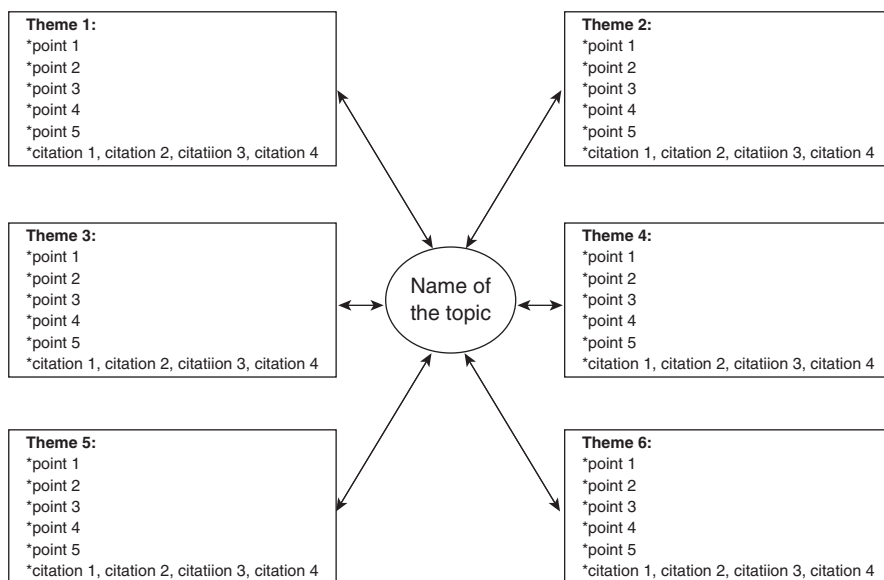 Theme 1:
*point 1
*point 2
*point 3
*point 4
*point 5
*citation 1, citation 2, citatiion 3, citation 4
Theme 2:
*point 1
*point 2
*point 3
*point 4
*point 5
*citation 1, citation 2, citatiion 3, citation 4
Theme 3:
*point 1
*point 2
*point 3
*point 4
*point 5
*citation 1, citation 2, citatiion 3, citation 4
Name of
the topic
Theme 4:
*point 1
*point 2
*point 3
*point 4
*point 5
*citation 1, citation 2, citatiion 3, citation 4
Theme 5:
*point 1
*point 2
*point 3
*point 4
*point 5
*citation 1, citation 2, citatiion 3, citation 4
Theme 6:
*point 1
*point 2
*point 3
*point 4
*point 5
*citation 1, citation 2, citatiion 3, citation 4